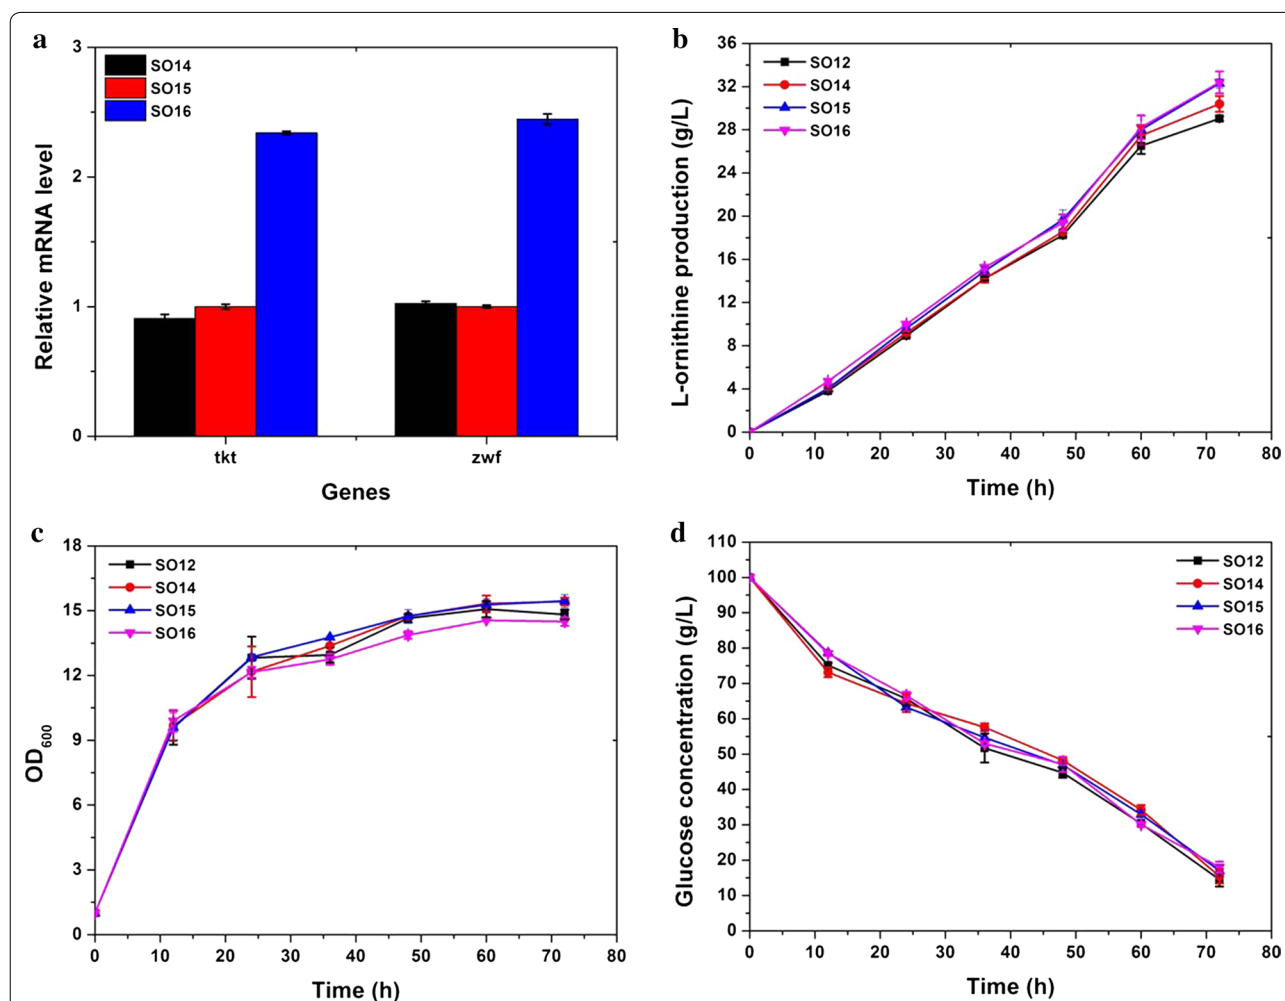 a
3
2
1
0
Relative mRNA level
SO14
SO15
SO16
tkt
zwf
Genes
b
36
32
28
24
20
16
12
8
4
0
L-ornithine production (g/L)
SO12
SO14
SO15
SO16
0 10 20 30 40 50 60 70 80
Time (h)
c
18
15
12
9
6
3
0
OD600
SO12
SO14
SO15
SO16
0 10 20 30 40 50 60 70 80
Time (h)
d
110
100
90
80
70
60
50
40
30
20
10
0
Glucose concentration (g/L)
SO12
SO14
SO15
SO16
0 10 20 30 40 50 60 70 80
Time (h)